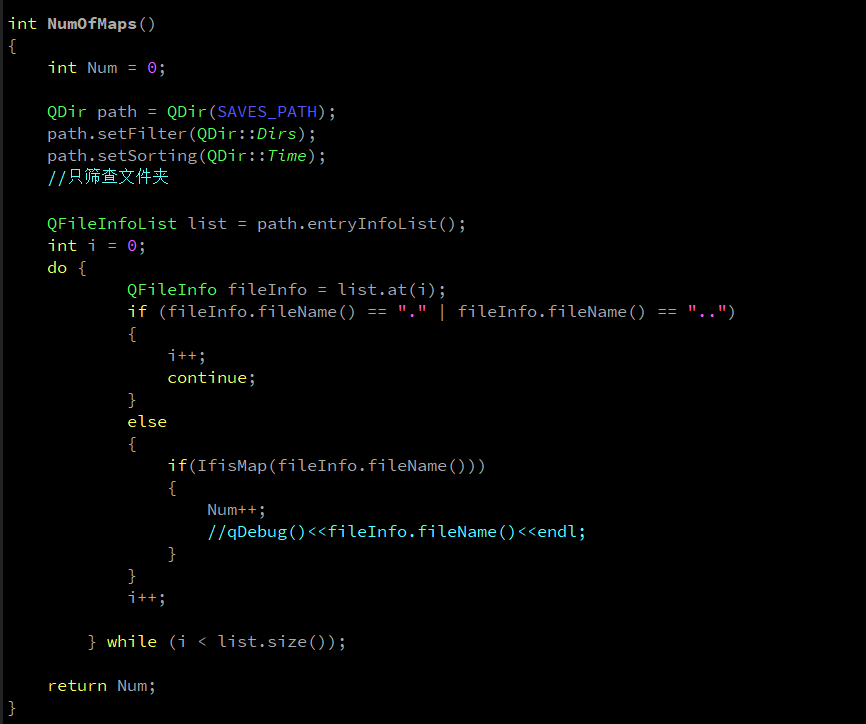 int NumOfMaps()
{
    int Num = 0;

    QDir path = QDir(SAVES_PATH);
    path.setFilter(QDir::Dirs);
    path.setSorting(QDir::Time);
    //只筛查文件夹

    QFileInfoList list = path.entryInfoList();
    int i = 0;
    do {
            QFileInfo fileInfo = list.at(i);
            if (fileInfo.fileName() == "." | fileInfo.fileName() == "..")
            {
                i++;
                continue;
            }
            else
            {
                if(IfisMap(fileInfo.fileName()))
                {
                    Num++;
                    //qDebug()<<fileInfo.fileName()<<endl;
                }
            }
            i++;

        } while (i < list.size());

    return Num;
}